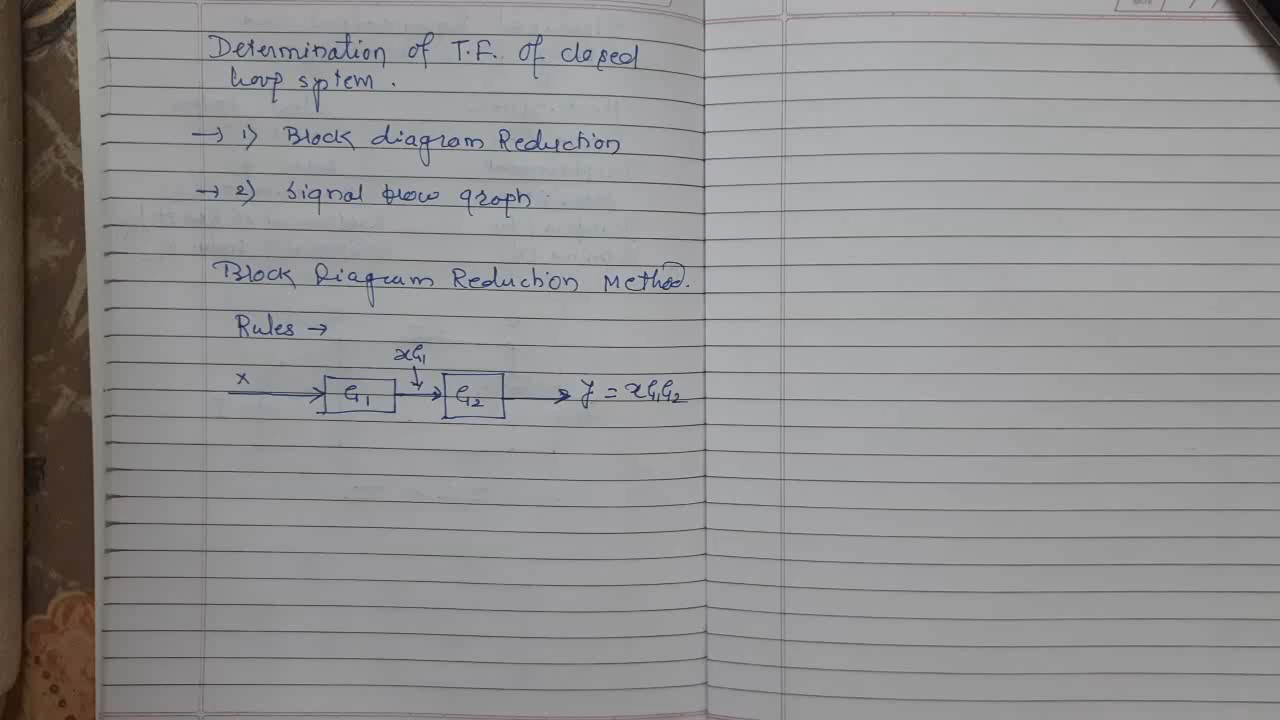 Determination of T.F. of closed
loop system.
→ 1) Block diagram Reduction
→ 2) Signal flow graph
Block Diagram Reduction Method.
Rules →
xG1
x
G1
G2
y = xG1G2